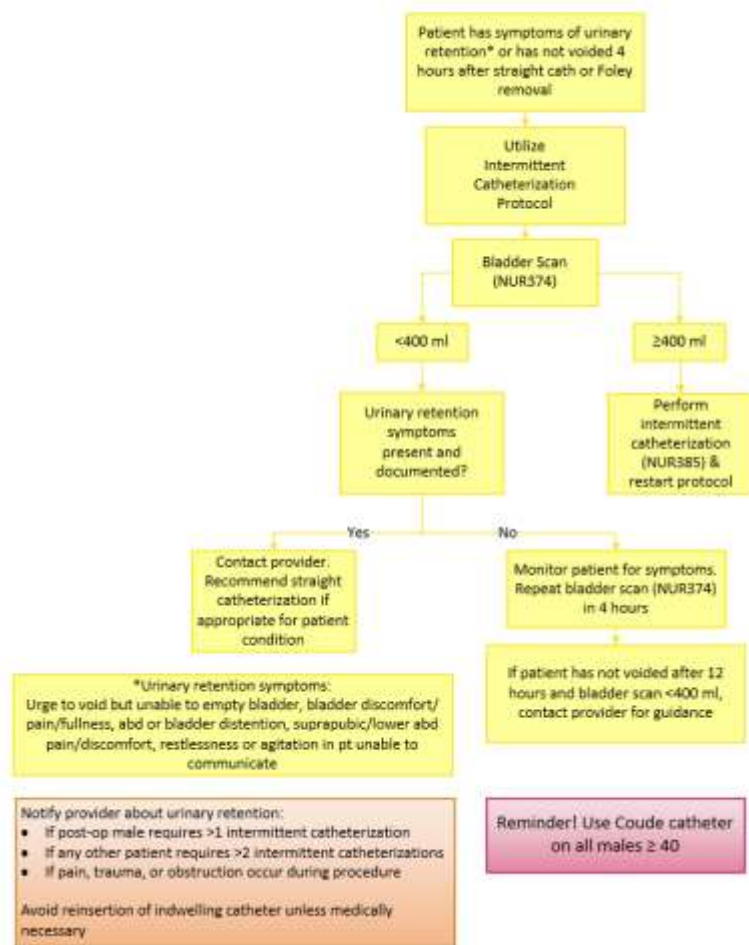 Patient has symptoms of urinary
retention* or has not voided 4
hours after straight cath or Foley
removal
Utilize
Intermittent
Catheterization
Protocol
Bladder Scan
(NUR374)
<400 ml
≥400 ml
Urinary retention
symptoms
present and
documented?
Perform
intermittent
catheterization
(NUR385) &
restart protocol
Yes
No
Contact provider.
Recommend straight
catheterization if
appropriate for patient
condition
Monitor patient for symptoms.
Repeat bladder scan (NUR374)
in 4 hours
If patient has not voided after 12
hours and bladder scan <400 ml,
contact provider for guidance
*Urinary retention symptoms:
Urge to void but unable to empty bladder, bladder discomfort/
pain/fullness, abd or bladder distention, suprapubic/lower abd
pain/discomfort, restlessness or agitation in pt unable to
communicate
Notify provider about urinary retention:
• If post-op male requires >1 intermittent catheterization
• If any other patient requires >2 intermittent catheterizations
• If pain, trauma, or obstruction occur during procedure
Avoid reinsertion of indwelling catheter unless medically
necessary
Reminder! Use Coude catheter
on all males ≥ 40